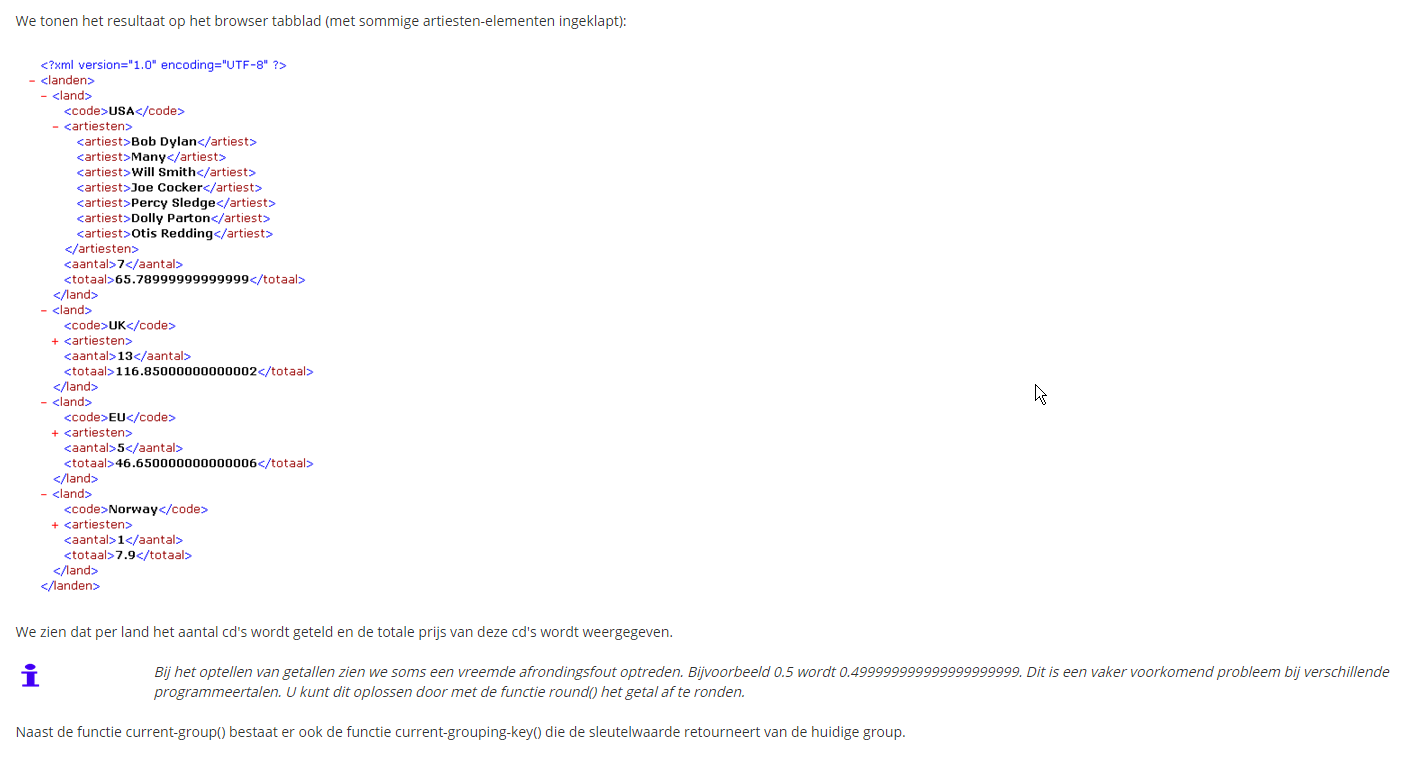 We tonen het resultaat op het browser tabblad (met sommige artiesten-elementen ingeklapt):
<?xml version="1.0" encoding="UTF-8" ?>
- <landen>
- <land>
<code>USA</code>
- <artiesten>
<artiest>Bob Dylan</artiest>
<artiest>Many</artiest>
<artiest>Will Smith</artiest>
<artiest>Joe Cocker</artiest>
<artiest>Percy Sledge</artiest>
<artiest>Dolly Parton</artiest>
<artiest>Otis Redding</artiest>
</artiesten>
<aantal>7</aantal>
<totaal>65.78999999999999</totaal>
</land>
- <land>
<code>UK</code>
+ <artiesten>
<aantal>13</aantal>
<totaal>116.85000000000002</totaal>
</land>
- <land>
<code>EU</code>
+ <artiesten>
<aantal>5</aantal>
<totaal>46.650000000000006</totaal>
</land>
- <land>
<code>Norway</code>
+ <artiesten>
<aantal>1</aantal>
<totaal>7.9</totaal>
</land>
</landen>
We zien dat per land het aantal cd's wordt geteld en de totale prijs van deze cd's wordt weergegeven.
Bij het optellen van getallen zien we soms een vreemde afrondingsfout optreden. Bijvoorbeeld 0.5 wordt 0.499999999999999999999. Dit is een vaker voorkomend probleem bij verschillende
programmeertalen. U kunt dit oplossen door met de functie round() het getal af te ronden.
Naast de functie current-group() bestaat er ook de functie current-grouping-key() die de sleutelwaarde retourneert van de huidige group.